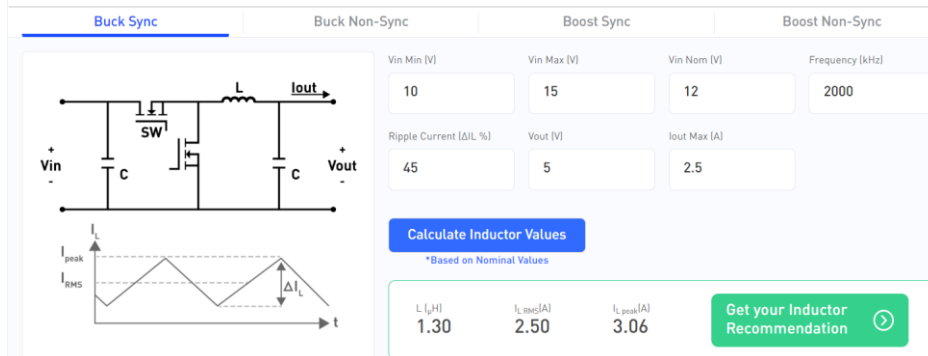 Buck Sync
Buck Non-Sync
Boost Sync
Boost Non-Sync
Vin Min (V)
Vin Max (V)
Vin Nom (V)
Frequency (kHz)
10
15
12
2000
Ripple Current (ΔIL %)
Vout (V)
Iout Max (A)
45
5
2.5
L
Iout
SW
+
Vin
-
C
C
+
Vout
-
IL
Ipeak
IRMS
ΔIL
t
Calculate Inductor Values
*Based on Nominal Values
L (μH)
IL RMS(A)
IL peak(A)
1.30
2.50
3.06
Get your Inductor
Recommendation